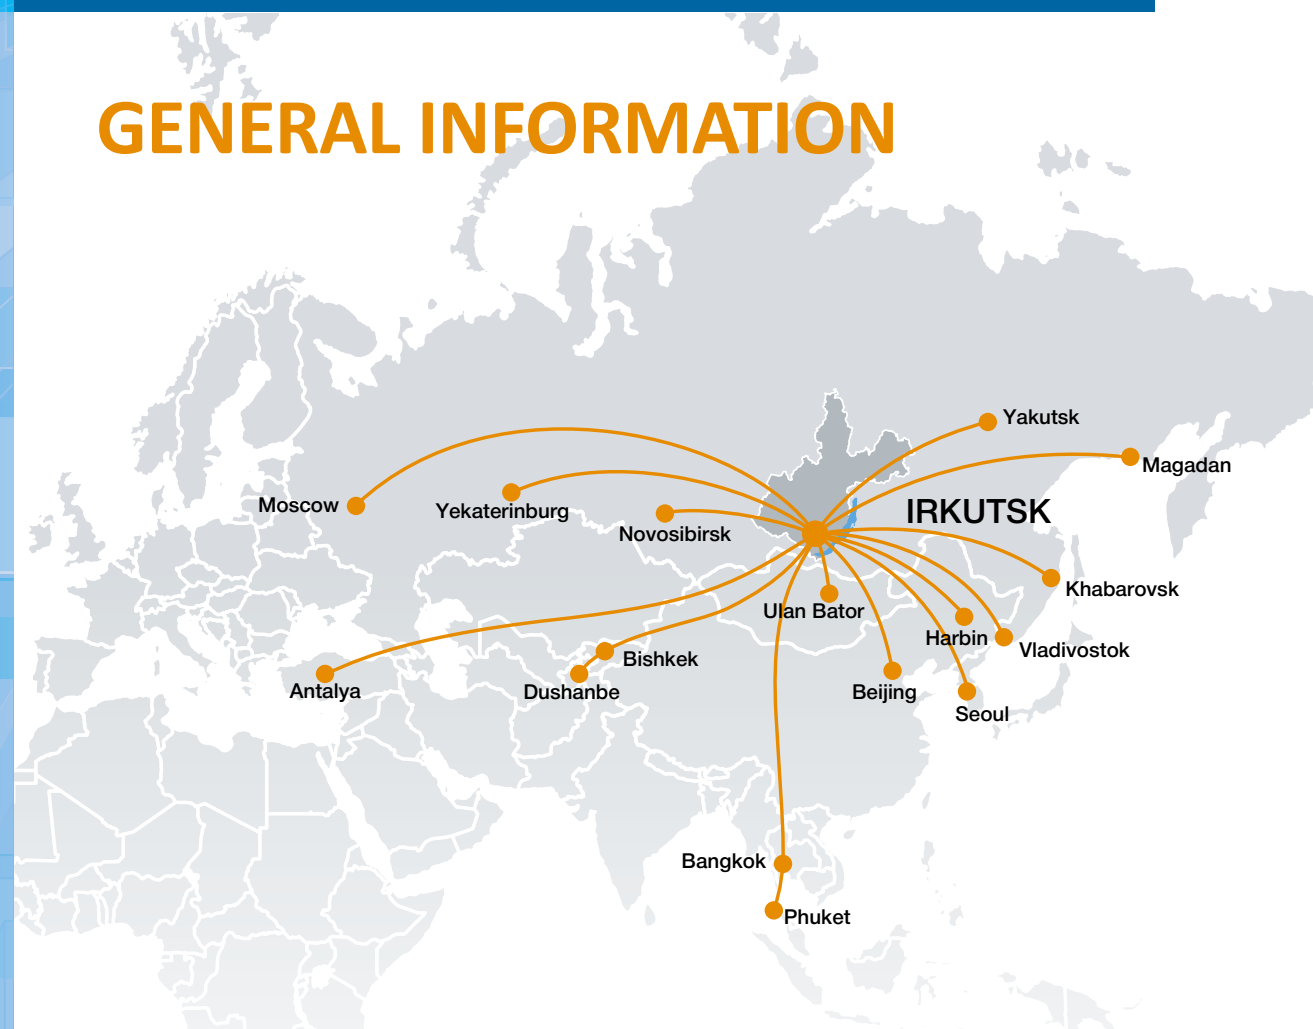 GENERAL INFORMATION
Yakutsk
Magadan
Moscow
Yekaterinburg
IRKUTSK
Novosibirsk
Khabarovsk
Ulan Bator
Harbin
Vladivostok
Bishkek
Antalya
Dushanbe
Beijing
Seoul
Bangkok
Phuket